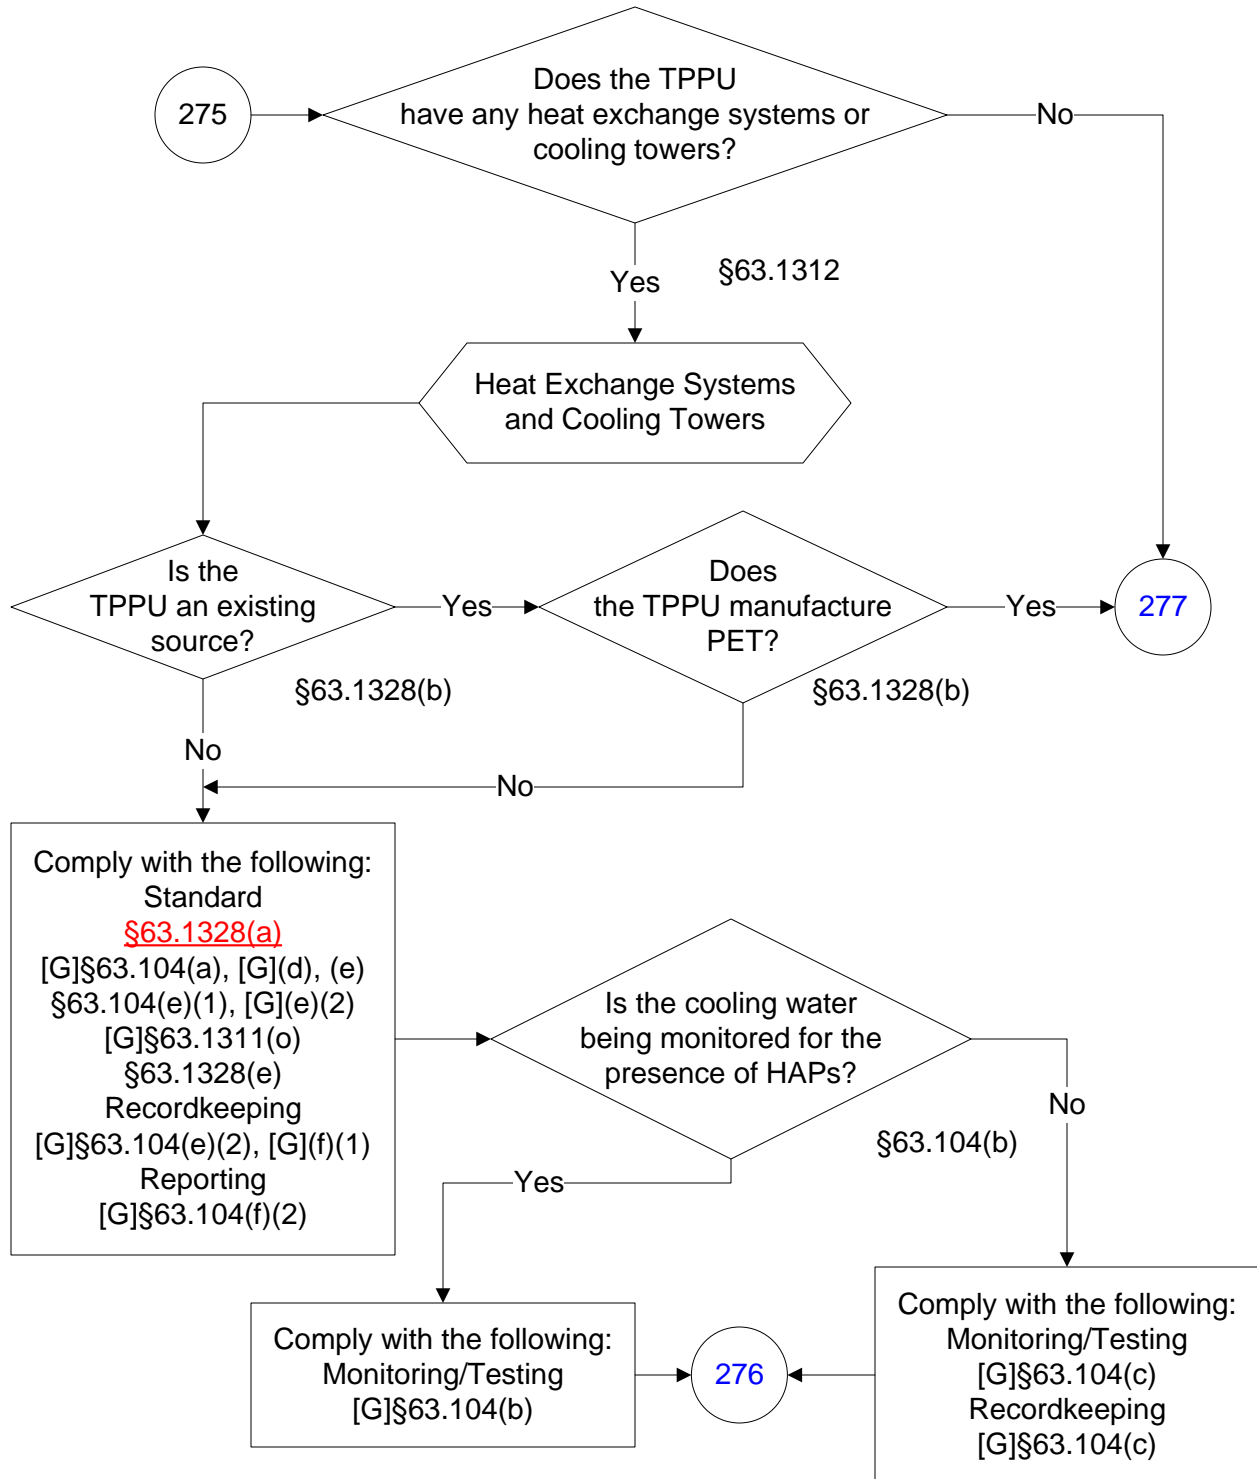 275
Does the TPPU
have any heat exchange systems or
cooling towers?
No
Yes
§63.1312
Heat Exchange Systems
and Cooling Towers
Is the
TPPU an existing
source?
Yes
Does
the TPPU manufacture
PET?
Yes
277
§63.1328(b)
§63.1328(b)
No
No
Comply with the following:
Standard
§63.1328(a)
[G]§63.104(a), [G](d), (e)
§63.104(e)(1), [G](e)(2)
[G]§63.1311(o)
§63.1328(e)
Recordkeeping
[G]§63.104(e)(2), [G](f)(1)
Reporting
[G]§63.104(f)(2)
Is the cooling water
being monitored for the
presence of HAPs?
No
§63.104(b)
Yes
Comply with the following:
Monitoring/Testing
[G]§63.104(b)
276
Comply with the following:
Monitoring/Testing
[G]§63.104(c)
Recordkeeping
[G]§63.104(c)